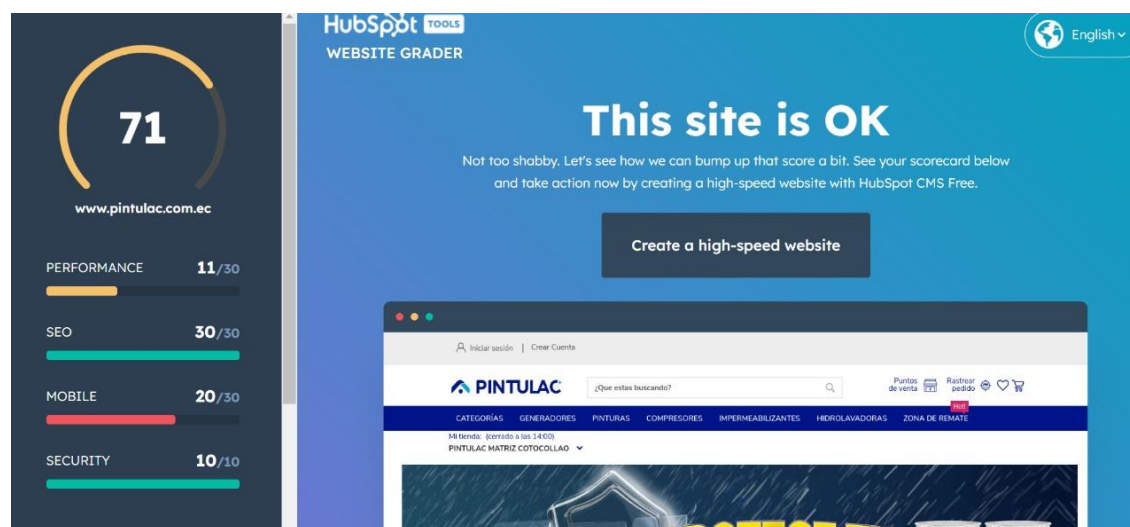 71
www.pintulac.com.ec
PERFORMANCE 11/30
SEO 30/30
MOBILE 20/30
SECURITY 10/10
HubSpot TOOLS
WEBSITE GRADER
English
This site is OK
Not too shabby. Let's see how we can bump up that score a bit. See your scorecard below
and take action now by creating a high-speed website with HubSpot CMS Free.
Create a high-speed website
Iniciar sesión | Crear Cuenta
PINTULAC
¿Que estas buscando?
Puntos
de venta
Rastrear
pedido
Hot!
CATEGORÍAS GENERADORES PINTURAS COMPRESORES IMPERMEABILIZANTES HIDROLAVADORAS ZONA DE REMATE
Mi tienda: (cerrado a las 14:00)
PINTULAC MATRIZ COTOCOLLAO